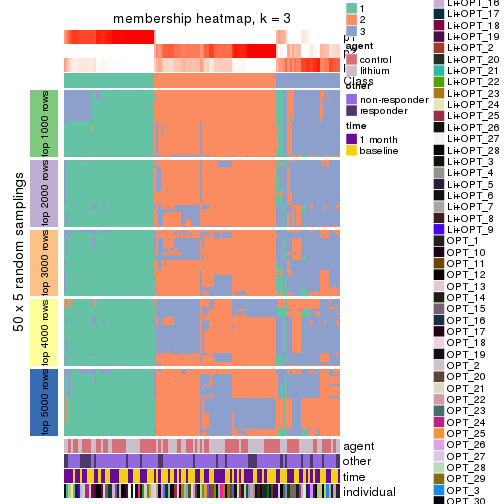 membership heatmap, k = 3
p1
p2
Class
50 x 5 random samplings
top 1000 rows
top 2000 rows
top 3000 rows
top 4000 rows
top 5000 rows
agent
other
time
individual
1
2
3
agent
control
lithium
other
non-responder
responder
time
1 month
baseline
Li+OPT_16
Li+OPT_17
Li+OPT_18
Li+OPT_19
Li+OPT_2
Li+OPT_20
Li+OPT_21
Li+OPT_22
Li+OPT_23
Li+OPT_24
Li+OPT_25
Li+OPT_26
Li+OPT_27
Li+OPT_28
Li+OPT_3
Li+OPT_4
Li+OPT_5
Li+OPT_6
Li+OPT_7
Li+OPT_8
Li+OPT_9
OPT_1
OPT_10
OPT_11
OPT_12
OPT_13
OPT_14
OPT_15
OPT_16
OPT_17
OPT_18
OPT_19
OPT_2
OPT_20
OPT_21
OPT_22
OPT_23
OPT_24
OPT_25
OPT_26
OPT_27
OPT_28
OPT_29
OPT_3
OPT_30